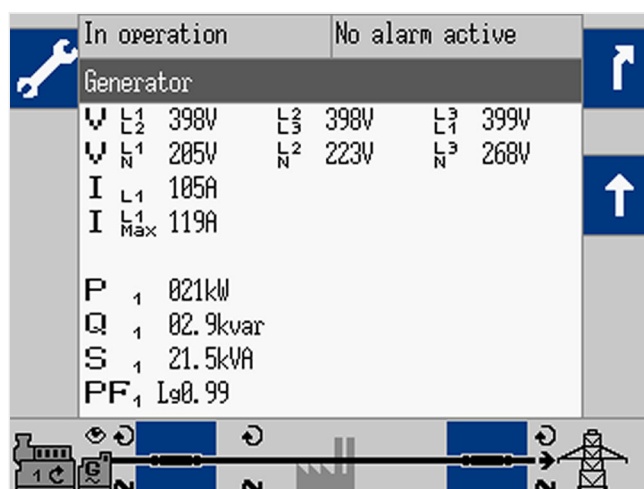 In operation No alarm active
Generator
V L1 L2 398V L2 L3 398V L3 L1 399V
V L1 N 205V L2 N 223V L3 N 268V
I L1 105A
I L1 Max 119A
P 1 021kW
Q 1 02.9kvar
S 1 21.5kVA
PF1 Lg0.99
1 G